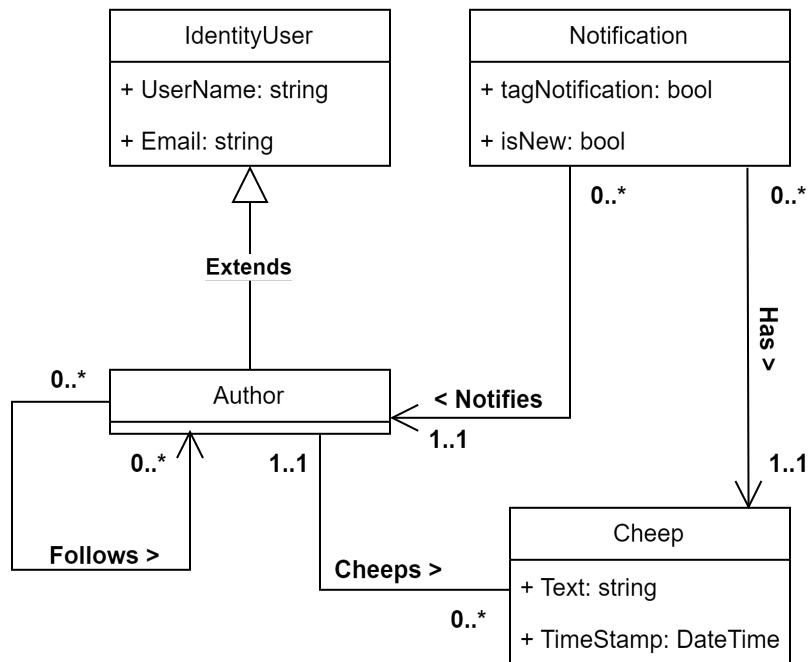 IdentityUser
+ UserName: string
+ Email: string
Notification
+ tagNotification: bool
+ isNew: bool
0..*
0..*
Extends
Has >
0..*
Author
< Notifies
1..1
0..*
1..1
1..1
Follows >
Cheeps >
0..*
Cheep
+ Text: string
+ TimeStamp: DateTime